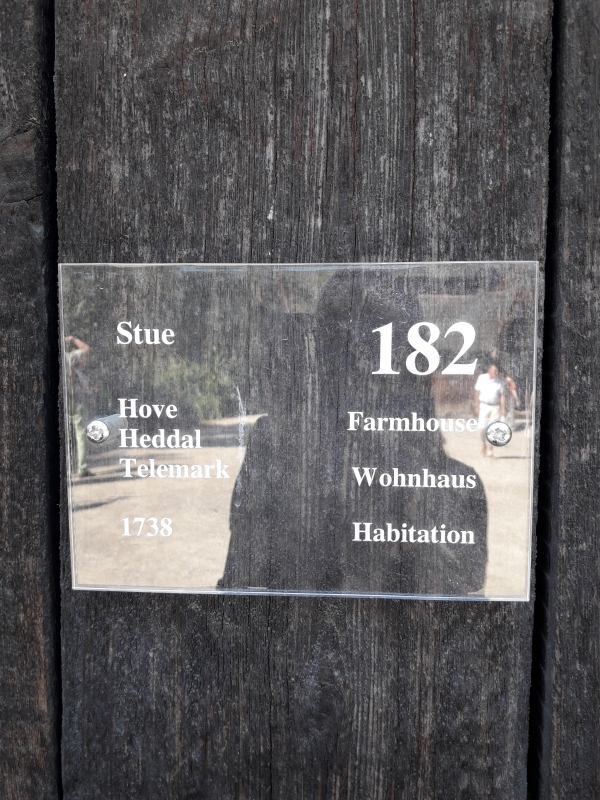 Stue
Hove
Heddal
Telemark
1738
182
Farmhouse
Wohnhaus
Habitation